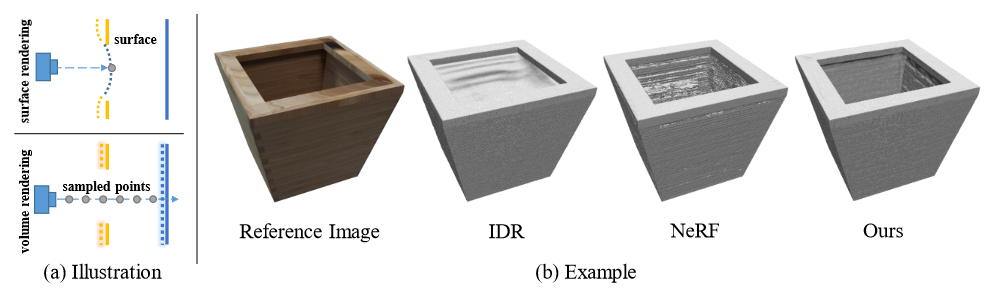 surface rendering
surface
volume rendering
sampled points
(a) Illustration
Reference Image
IDR
NeRF
Ours
(b) Example